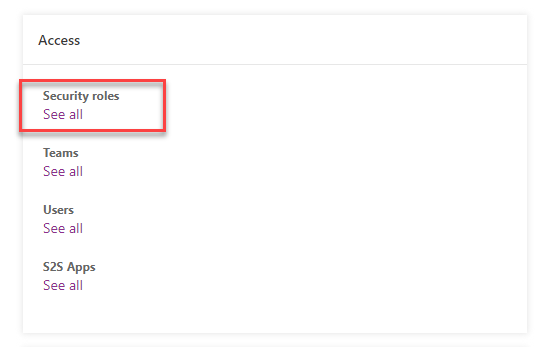 Access
Security roles
See all
Teams
See all
Users
See all
S2S Apps
See all